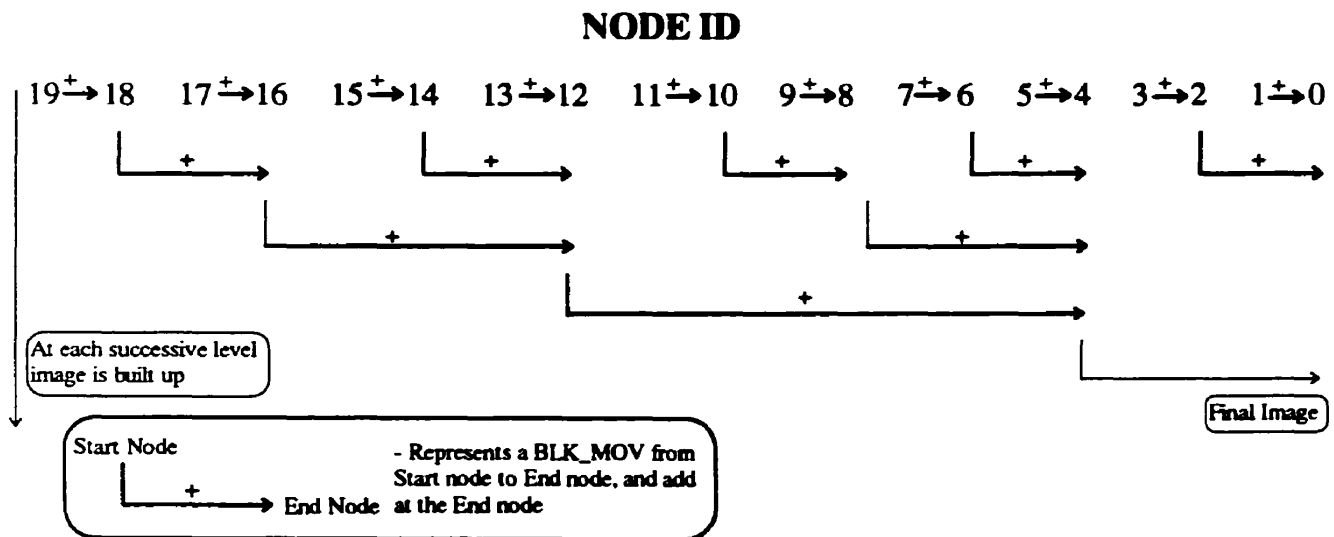 NODE ID
19 + → 18 17 + → 16 15 + → 14 13 + → 12 11 + → 10 9 + → 8 7 + → 6 5 + → 4 3 + → 2 1 + → 0
+ + + + +
+ +
+
At each successive level
image is built up
Final Image
Start Node
+
End Node
- Represents a BLK_MOV from
Start node to End node, and add
at the End node